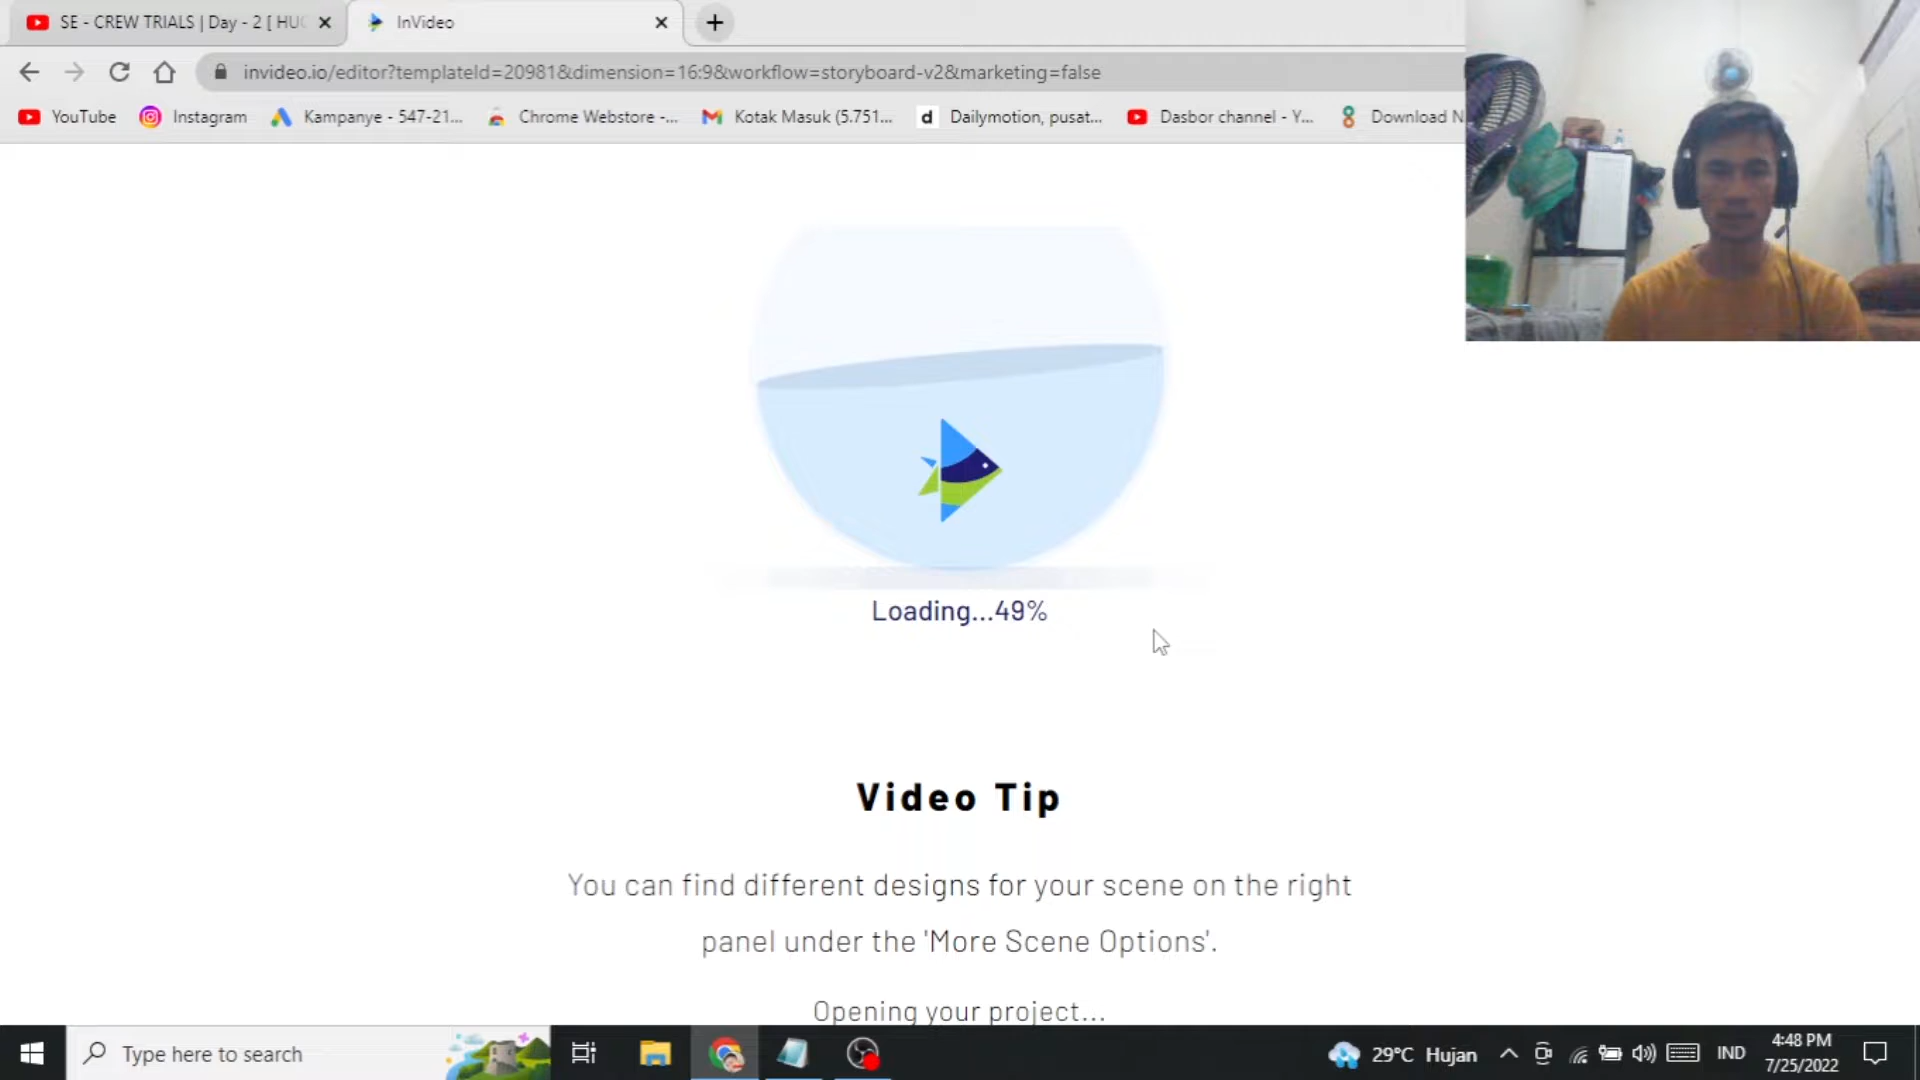 SE - CREW TRIALS | Day - 2 [ HUG
InVideo
invideo.io/editor?templateId=20981&dimension=16:9&workflow=storyboard-v2&marketing=false
YouTube
Instagram
Kampanye - 547-21...
Chrome Webstore -...
Kotak Masuk (5.751...
Dailymotion, pusat...
Dasbor channel - Y...
Download N
Loading...49%
Video Tip
You can find different designs for your scene on the right
panel under the 'More Scene Options'.
Opening your project...
Type here to search
29°C Hujan
IND
4:48 PM
7/25/2022